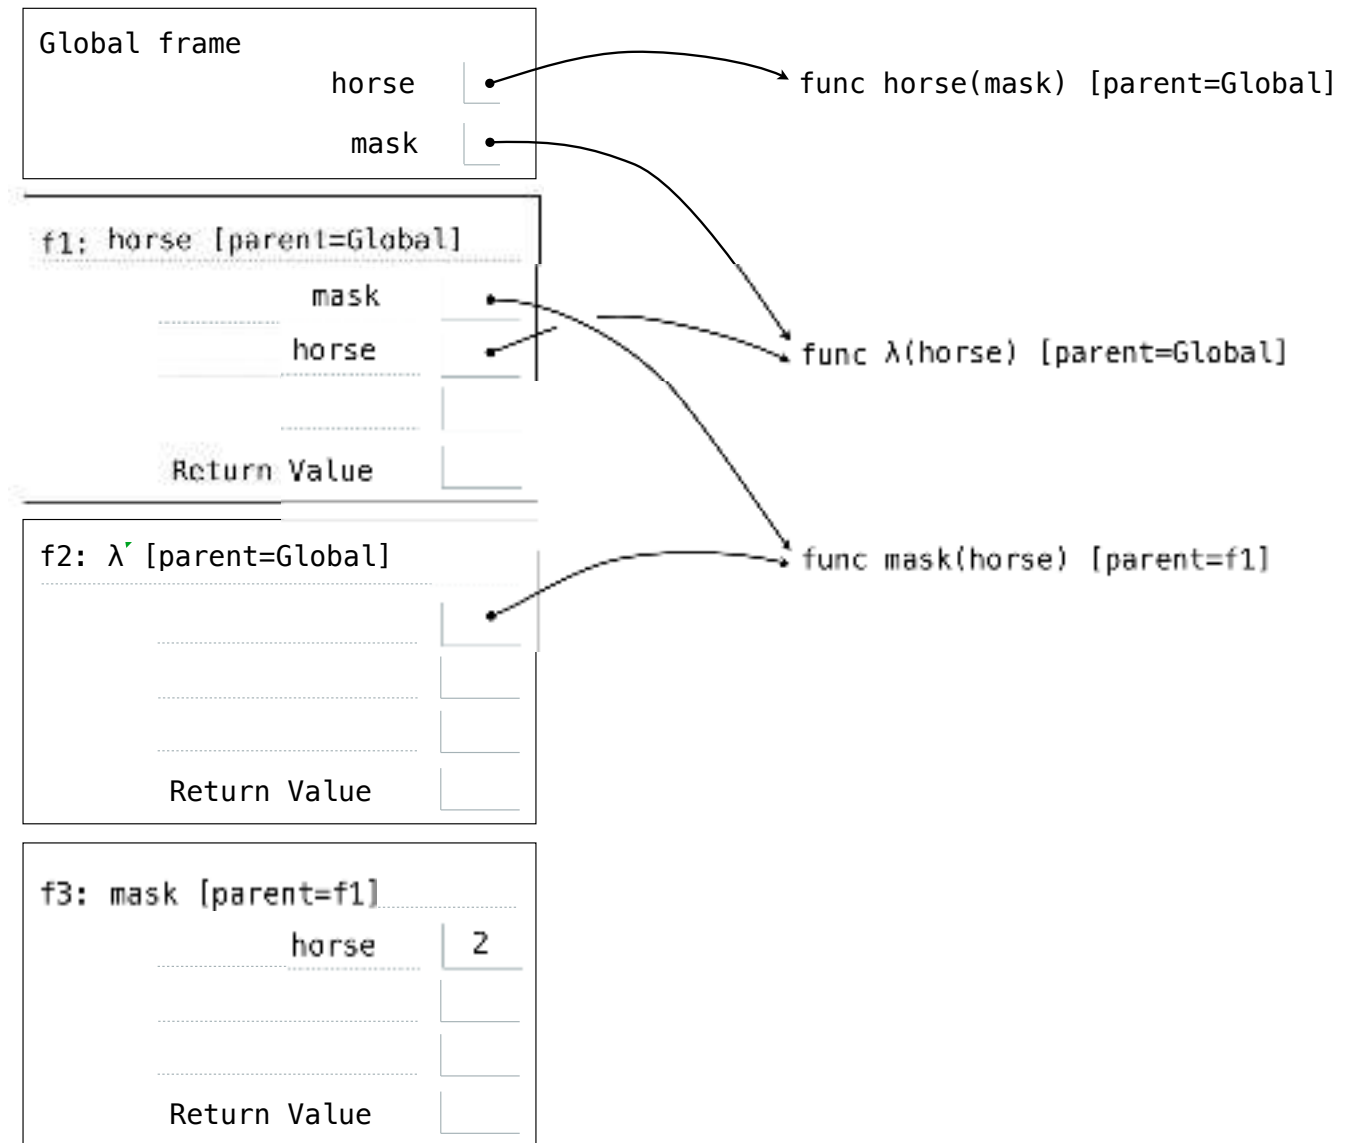 Global frame
horse
func horse(mask) [parent=Global]
mask
f1: horse [parent=Global]
mask
horse
func λ(horse) [parent=Global]
Return Value
f2: λ [parent=Global]
func mask(horse) [parent=f1]
Return Value
f3: mask [parent=f1]
horse 2
Return Value